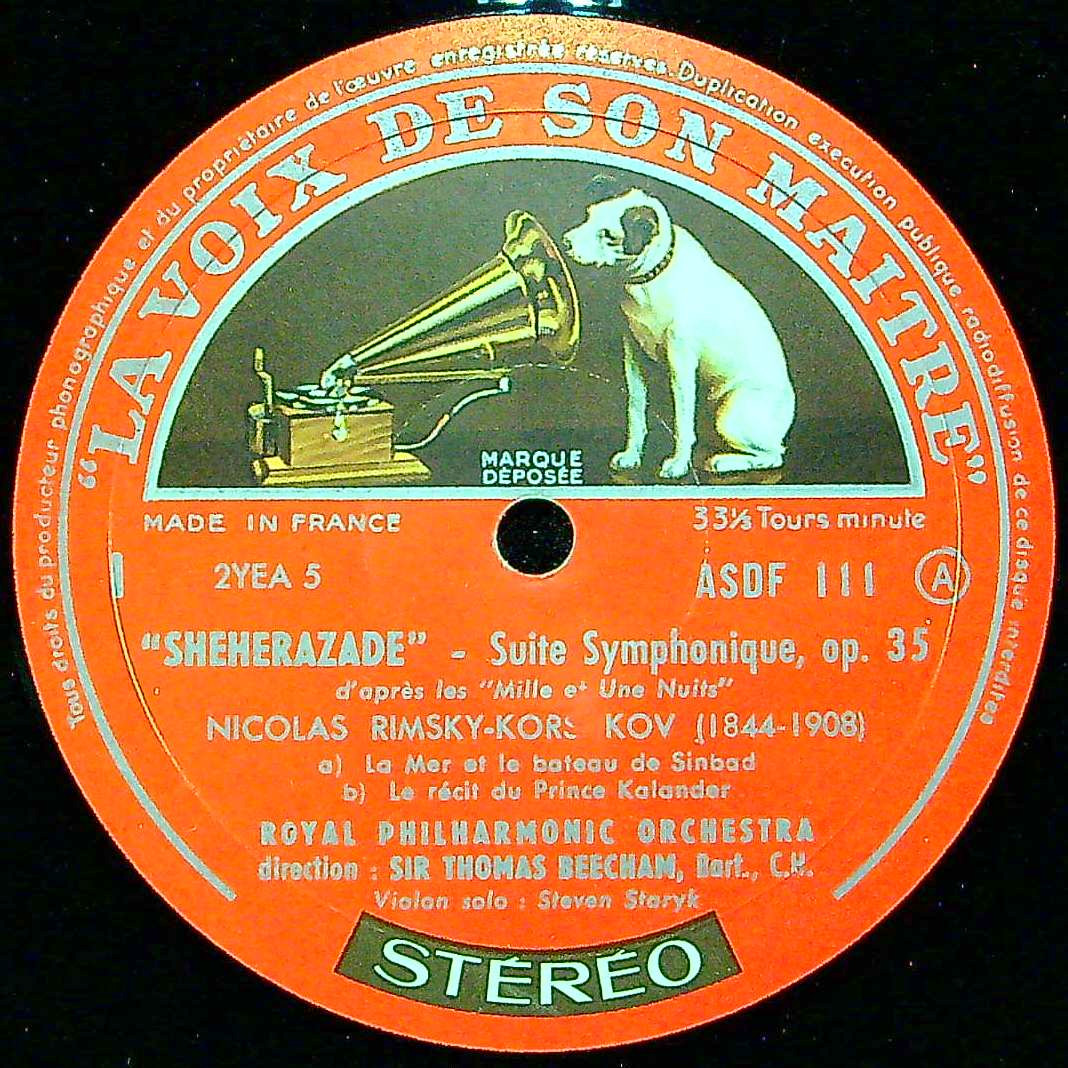 Tous droits du producteur phonographique et du propriétaire de l'œuvre enregistrée réservés. Duplication exécution publique radiodiffusion de ce disque interdites
“LA VOIX DE SON MAITRE”
MARQUE
DÉPOSÉE
MADE IN FRANCE 33⅓ Tours minute
2YEA 5 ASDF 111 A
“SHEHERAZADE” - Suite Symphonique, op. 35
d'après les “Mille et Une Nuits”
NICOLAS RIMSKY-KORS KOV (1844-1908)
a) La Mer et le bateau de Sinbad
b) Le récit du Prince Kalander
ROYAL PHILHARMONIC ORCHESTRA
direction : SIR THOMAS BEECHAM, Bart., C.H.
Violon solo : Steven Staryk
STÉRÉO